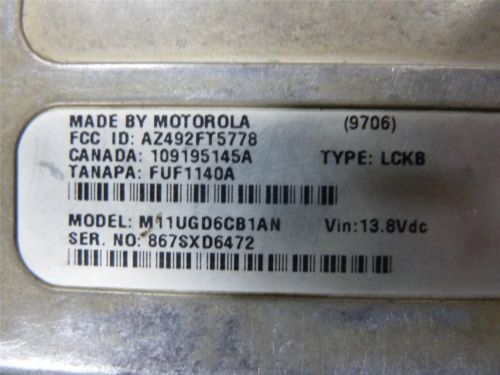 MADE BY MOTOROLA (9706)
FCC ID: AZ492FT5778
CANADA: 109195145A TYPE: LCKB
TANAPA: FUF1140A
MODEL: M11UGD6CB1AN Vin:13.8Vdc
SER. NO: 867SXD6472